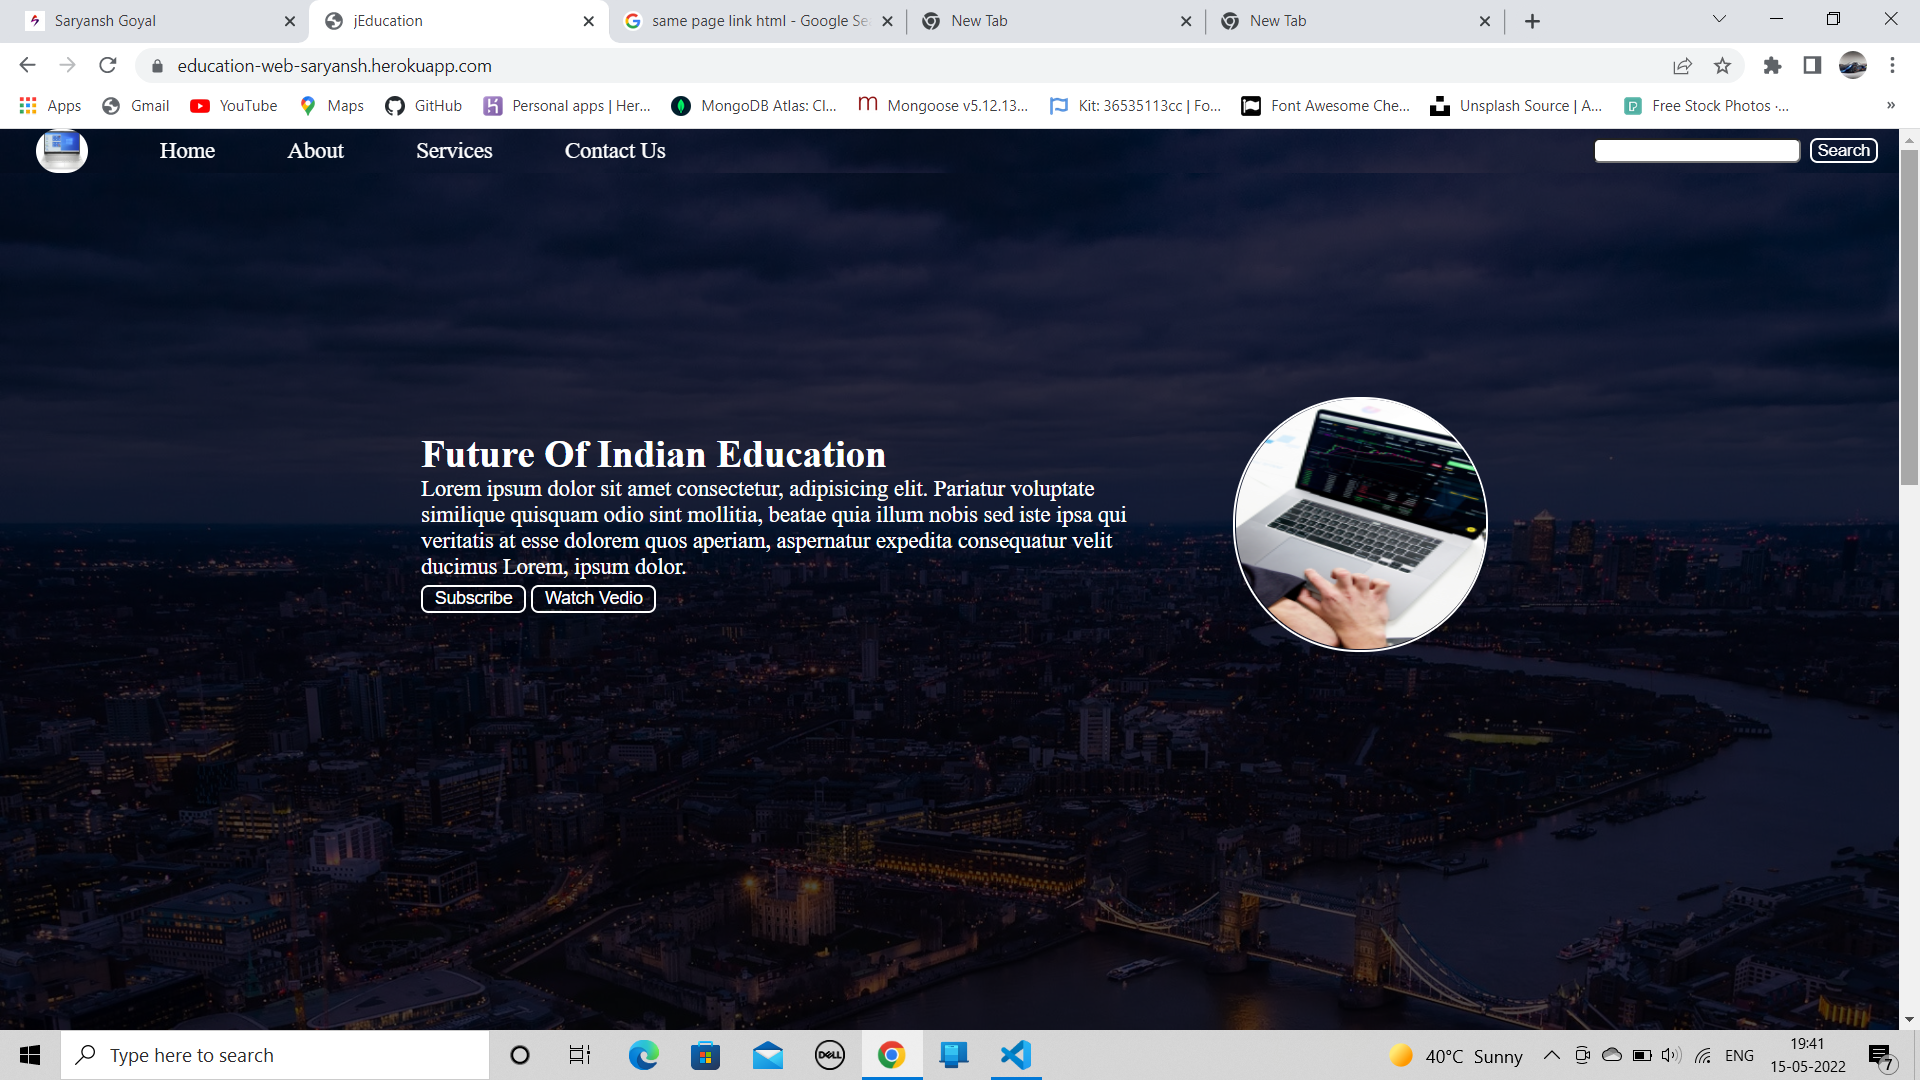 Saryansh Goyal
jEducation
same page link html - Google Se
New Tab
New Tab
education-web-saryansh.herokuapp.com
Apps
Gmail
YouTube
Maps
GitHub
Personal apps | Her...
MongoDB Atlas: Cl...
Mongoose v5.12.13...
Kit: 36535113cc | Fo...
Font Awesome Che...
Unsplash Source | A...
Free Stock Photos ·...
»
Home
About
Services
Contact Us
Search
Future Of Indian Education
Lorem ipsum dolor sit amet consectetur, adipisicing elit. Pariatur voluptate
similique quisquam odio sint mollitia, beatae quia illum nobis sed iste ipsa qui
veritatis at esse dolorem quos aperiam, aspernatur expedita consequatur velit
ducimus Lorem, ipsum dolor.
Subscribe
Watch Vedio
Type here to search
DELL
40°C Sunny
ENG
19:41
15-05-2022
7